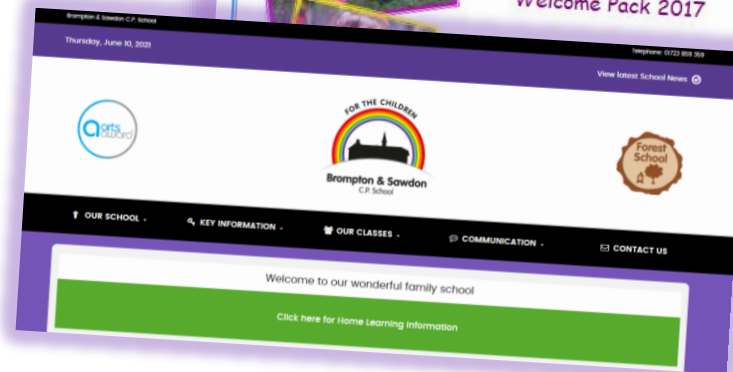 Welcome Pack 2017
Brompton & Sawdon C.P. School
Telephone: 01723 859 359
Thursday, June 10, 2021
View latest School News
arts
award
FOR THE CHILDREN
Brompton & Sawdon
C.P. School
Forest
School
OUR SCHOOL
KEY INFORMATION
OUR CLASSES
COMMUNICATION
CONTACT US
Welcome to our wonderful family school
Click here for Home Learning Information